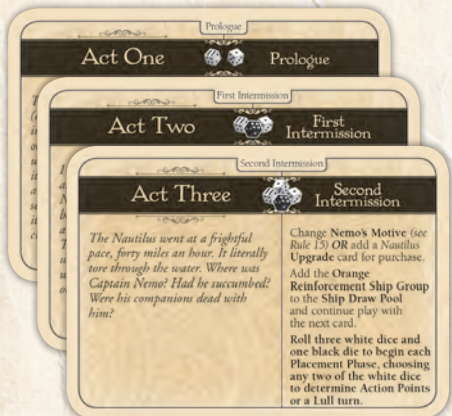 Prologue
Act One
Prologue
First Intermission
Act Two
First
Intermission
Second Intermission
Act Three
Second
Intermission
The Nautilus went at a frightful
pace, forty miles an hour. It literally
tore through the water. Where was
Captain Nemo? Had he succumbed?
Were his companions dead with
him?
Change Nemo's Motive (see
Rule 15) OR add a Nautilus
Upgrade card for purchase.
Add the Orange
Reinforcement Ship Group
to the Ship Draw Pool
and continue play with
the next card.
Roll three white dice and
one black die to begin each
Placement Phase, choosing
any two of the white dice
to determine Action Points
or a Lull turn.